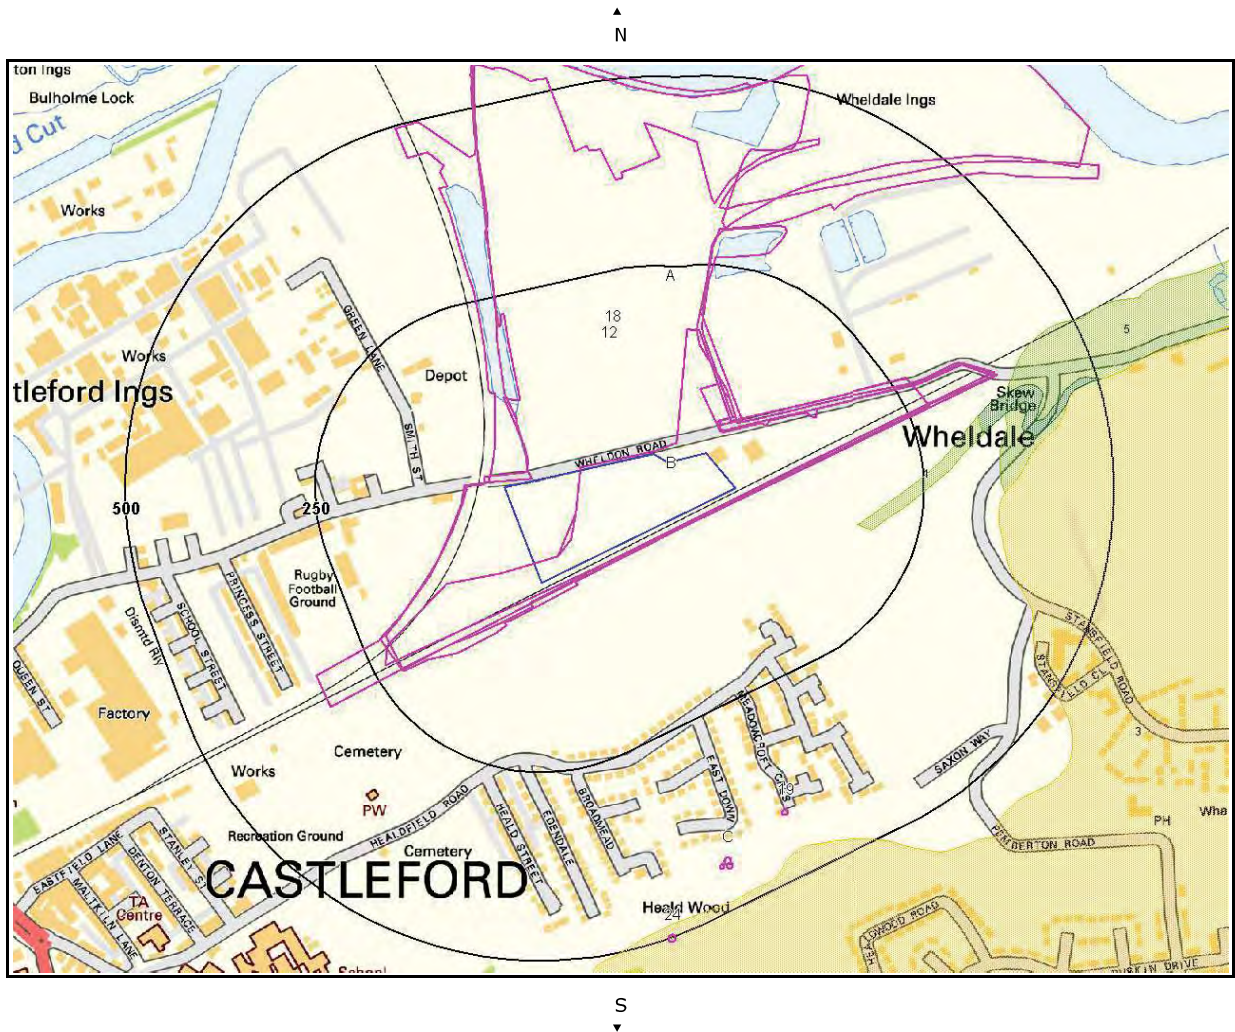 N
ton Ings
Bulholme Lock
d Cut
Wheldale Ings
Works
A
18
12
GREEN LANE
5
Works
Depot
tleford Ings
Skew
Bridge
SMITH ST
Wheldale
WHELDON ROAD
B
4
500
250
Rugby
Football
Ground
PRINCESS STREET
SCHOOL STREET
Dismtd Rly
STANSFIELD ROAD
QUEEN ST
STANSFIELD CL
MEADOWCROFT
Factory
3
Cemetery
SAXON WAY
Works
EAST DOWN
PW
HEALDFIELD ROAD
BROADMEAD
HEALD STREET
EDENDALE
PH
Whe
Recreation Ground
C
PEMBERTON ROAD
EASTFIELD LANE
STANLEY ST
DENTON TERRACE
Cemetery
CASTLEFORD
MALTKILN LANE
TA
Centre
Heald Wood
24
School
DRIVE
S